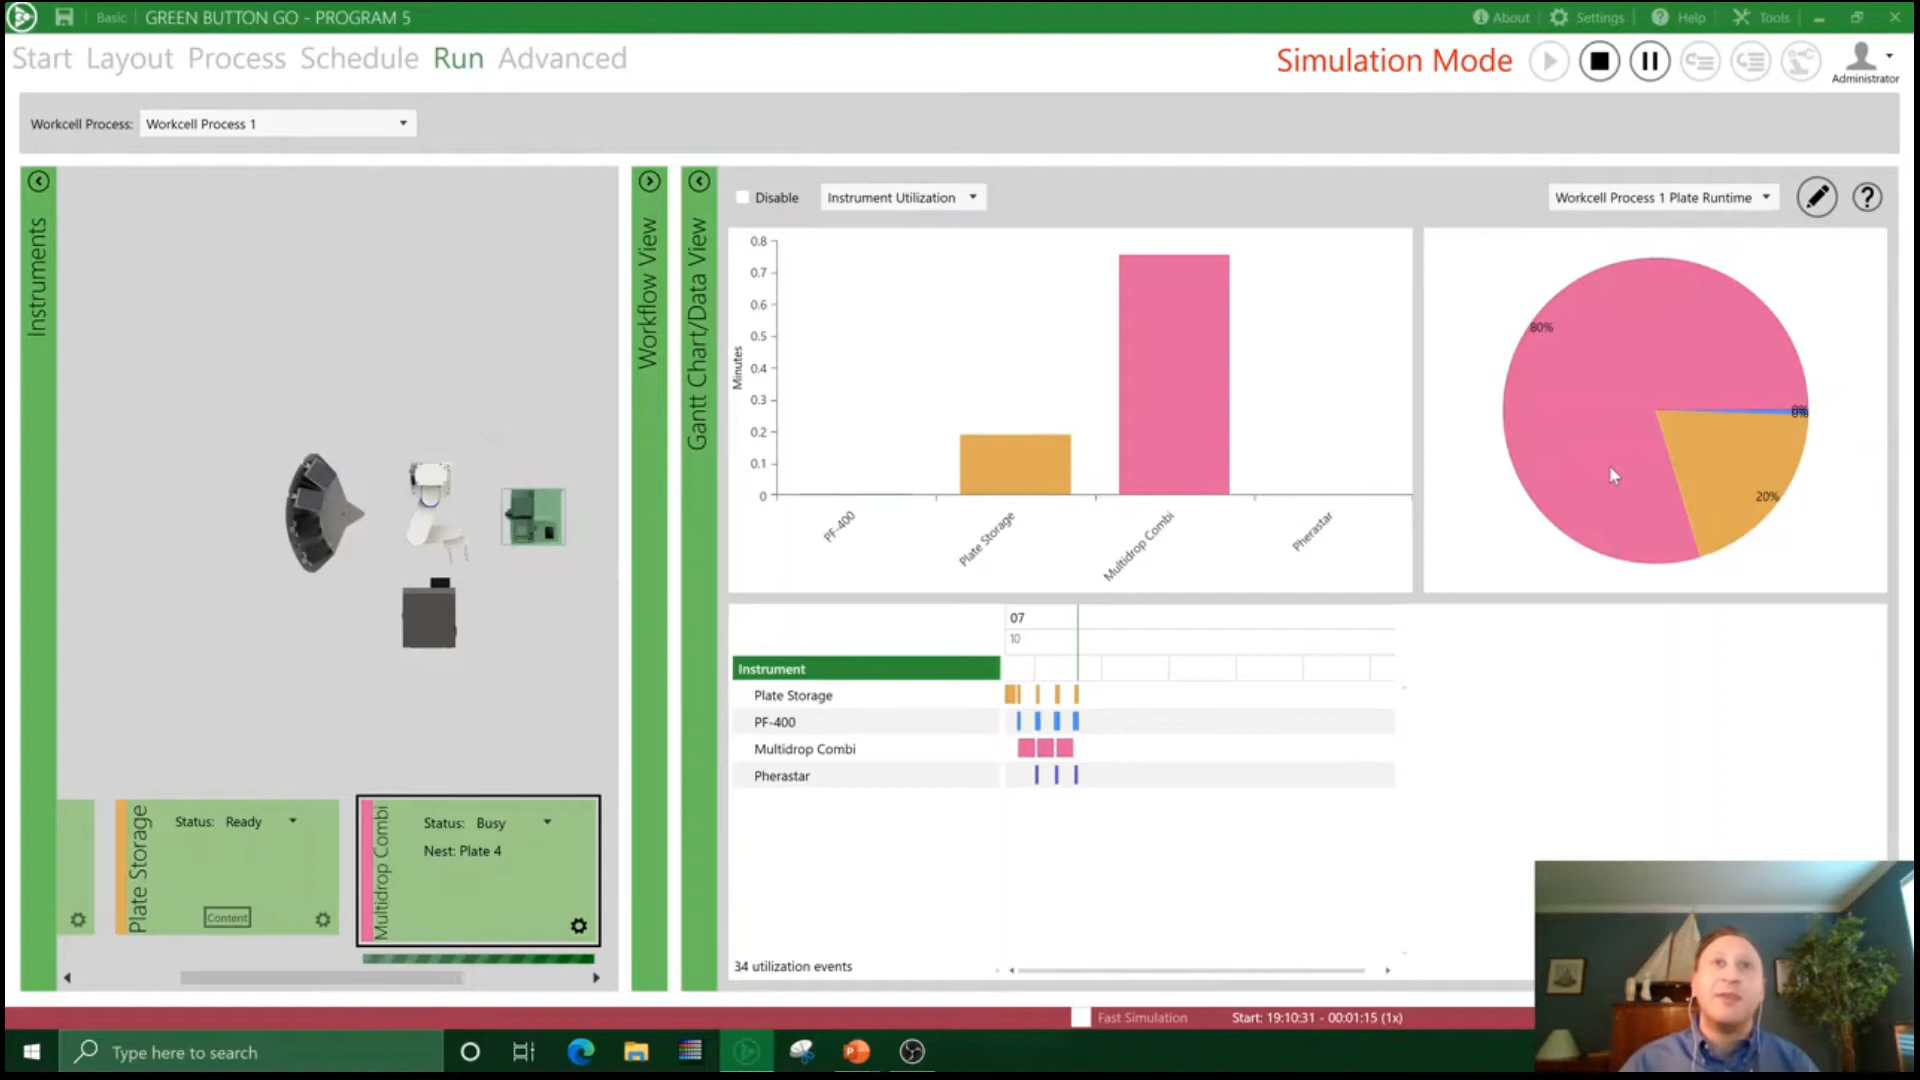 Basic GREEN BUTTON GO - PROGRAM 5 About Settings Help Tools
Start Layout Process Schedule Run Advanced Simulation Mode
Administrator
Workcell Process: Workcell Process 1
Instruments
Workflow View
Gantt Chart/Data View
Disable Instrument Utilization Workcell Process 1 Plate Runtime
Minutes
0.8
0.7
0.6
0.5
0.4
0.3
0.2
0.1
0
PF-400 Plate Storage Multidrop Combi Pherastar
80%
0%
20%
07
10
Instrument
Plate Storage
PF-400
Multidrop Combi
Pherastar
34 utilization events
Plate Storage
Status: Ready
Content
Multidrop Combi
Status: Busy
Nest: Plate 4
Fast Simulation Start: 19:10:31 - 00:01:15 (1x)
Type here to search